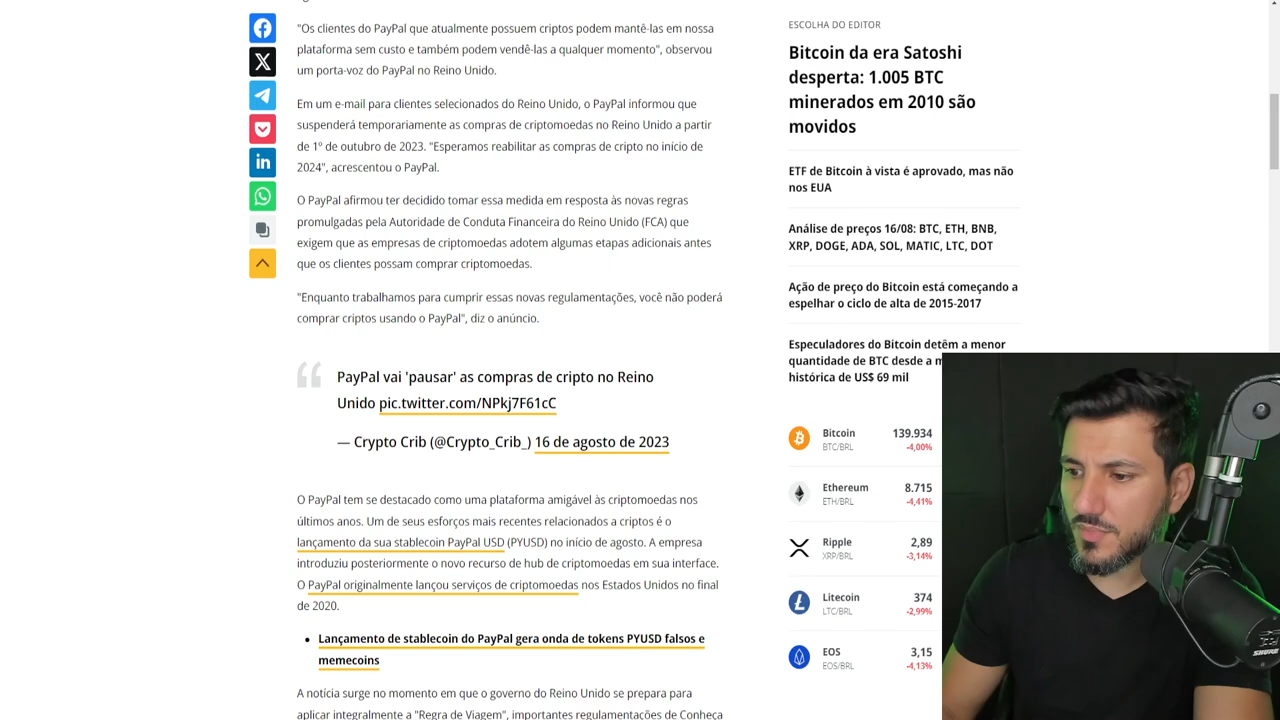 "Os clientes do PayPal que atualmente possuem criptos podem mantê-las em nossa
plataforma sem custo e também podem vendê-las a qualquer momento", observou
um porta-voz do PayPal no Reino Unido.
Em um e-mail para clientes selecionados do Reino Unido, o PayPal informou que
suspenderá temporariamente as compras de criptomoedas no Reino Unido a partir
de 1º de outubro de 2023. "Esperamos reabilitar as compras de cripto no início de
2024", acrescentou o PayPal.
O PayPal afirmou ter decidido tomar essa medida em resposta às novas regras
promulgadas pela Autoridade de Conduta Financeira do Reino Unido (FCA) que
exigem que as empresas de criptomoedas adotem algumas etapas adicionais antes
que os clientes possam comprar criptomoedas.
"Enquanto trabalhamos para cumprir essas novas regulamentações, você não poderá
comprar criptos usando o PayPal", diz o anúncio.
PayPal vai 'pausar' as compras de cripto no Reino
Unido pic.twitter.com/NPkj7F61cC
— Crypto Crib (@Crypto_Crib_) 16 de agosto de 2023
O PayPal tem se destacado como uma plataforma amigável às criptomoedas nos
últimos anos. Um de seus esforços mais recentes relacionados a criptos é o
lançamento da sua stablecoin PayPal USD (PYUSD) no início de agosto. A empresa
introduziu posteriormente o novo recurso de hub de criptomoedas em sua interface.
O PayPal originalmente lançou serviços de criptomoedas nos Estados Unidos no final
de 2020.
• Lançamento de stablecoin do PayPal gera onda de tokens PYUSD falsos e
memecoins
A notícia surge no momento em que o governo do Reino Unido se prepara para
aplicar integralmente a "Regra de Viagem", importantes regulamentações de Conheça
ESCOLHA DO EDITOR
Bitcoin da era Satoshi
desperta: 1.005 BTC
minerados em 2010 são
movidos
ETF de Bitcoin à vista é aprovado, mas não
nos EUA
Análise de preços 16/08: BTC, ETH, BNB,
XRP, DOGE, ADA, SOL, MATIC, LTC, DOT
Ação de preço do Bitcoin está começando a
espelhar o ciclo de alta de 2015-2017
Especuladores do Bitcoin detêm a menor
quantidade de BTC desde a
histórica de US$ 69 mil
Bitcoin 139.934
BTC/BRL -4,00%
Ethereum 8.715
ETH/BRL -4,41%
Ripple 2,89
XRP/BRL -3,14%
Litecoin 374
LTC/BRL -2,99%
EOS 3,15
EOS/BRL -4,13%
SHURE